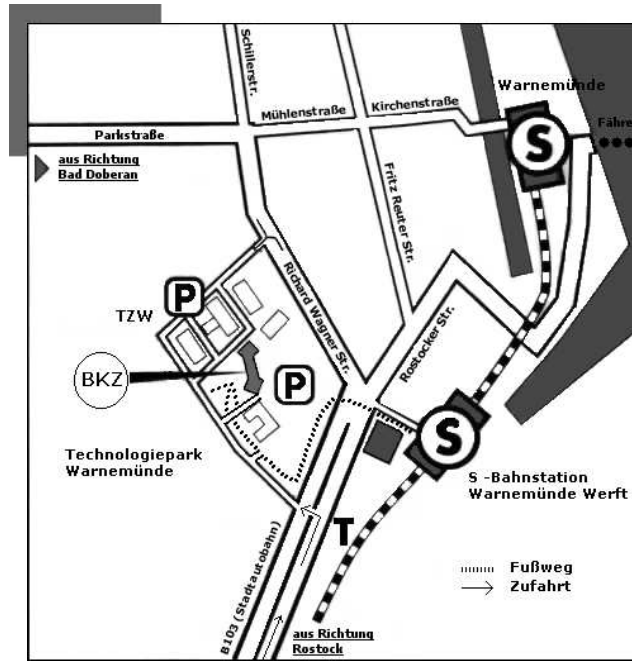 Schillerstr.
Warnemünde
Mühlenstraße
Kirchenstraße
Parkstraße
S
Fähre
aus Richtung
Bad Doberan
Fritz Reuter Str.
Richard Wagner Str.
P
TZW
Rostocker Str.
BKZ
P
S
Technologiepark
Warnemünde
S -Bahnstation
Warnemünde Werft
T
B103 (Stadtautobahn)
Fußweg
Zufahrt
aus Richtung
Rostock